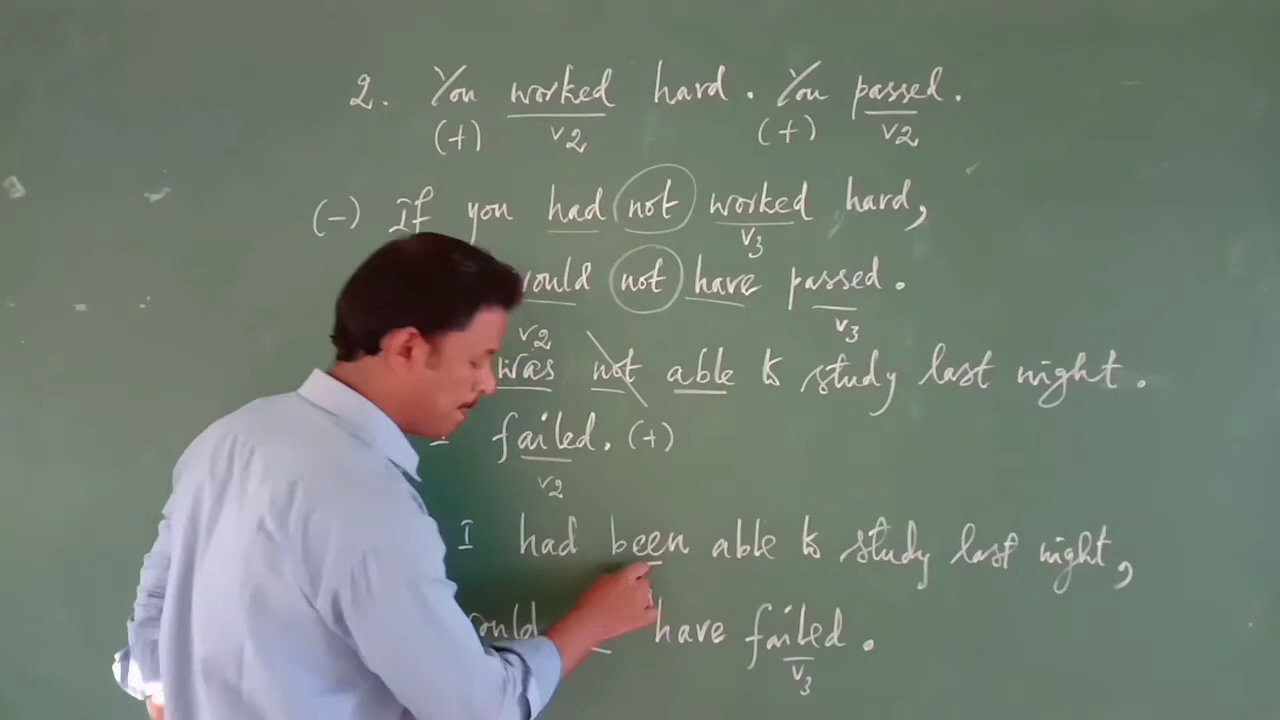 2. You worked hard. You passed.
(+) v2 (+) v2
(-) If you had not worked hard,
v3
would not have passed.
v2 v3
was not able to study last night.
I failed. (+)
v2
I had been able to study last night,
would have failed.
v3